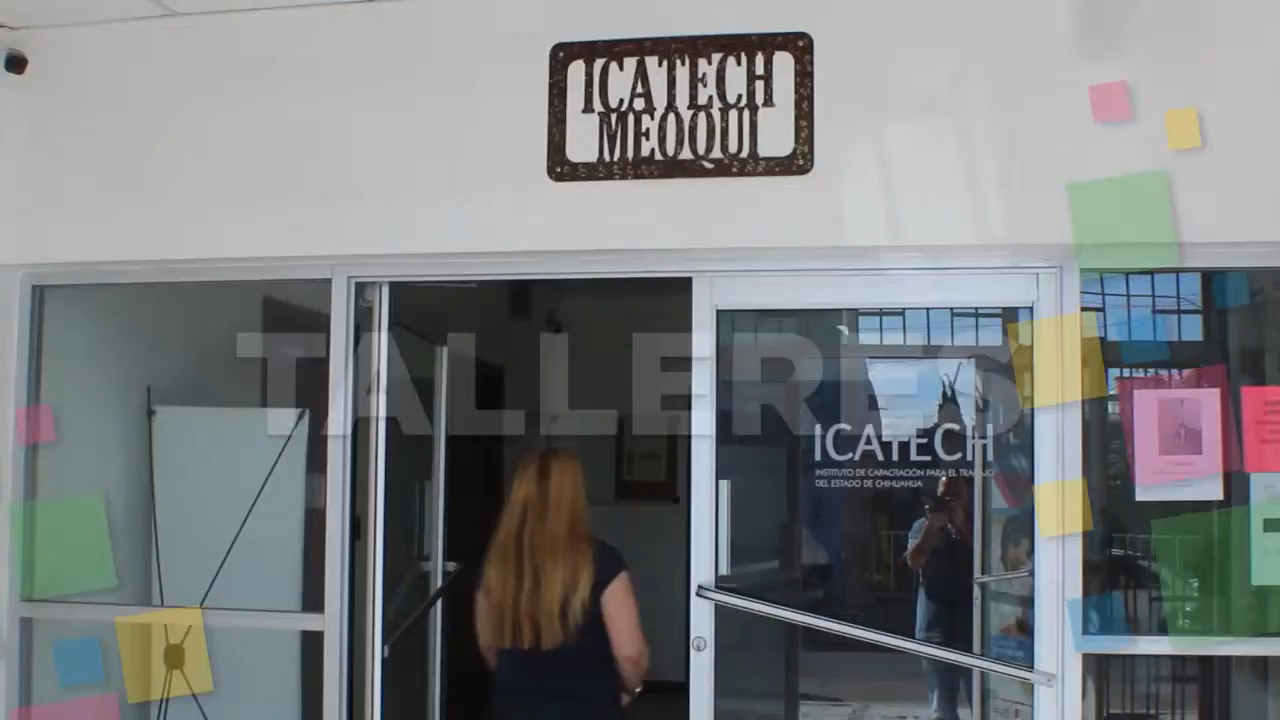 ICATECH
MEOQUI
TALLERES
ICATECH
INSTITUTO DE CAPACITACIÓN PARA EL TRABAJO
DEL ESTADO DE CHIHUAHUA